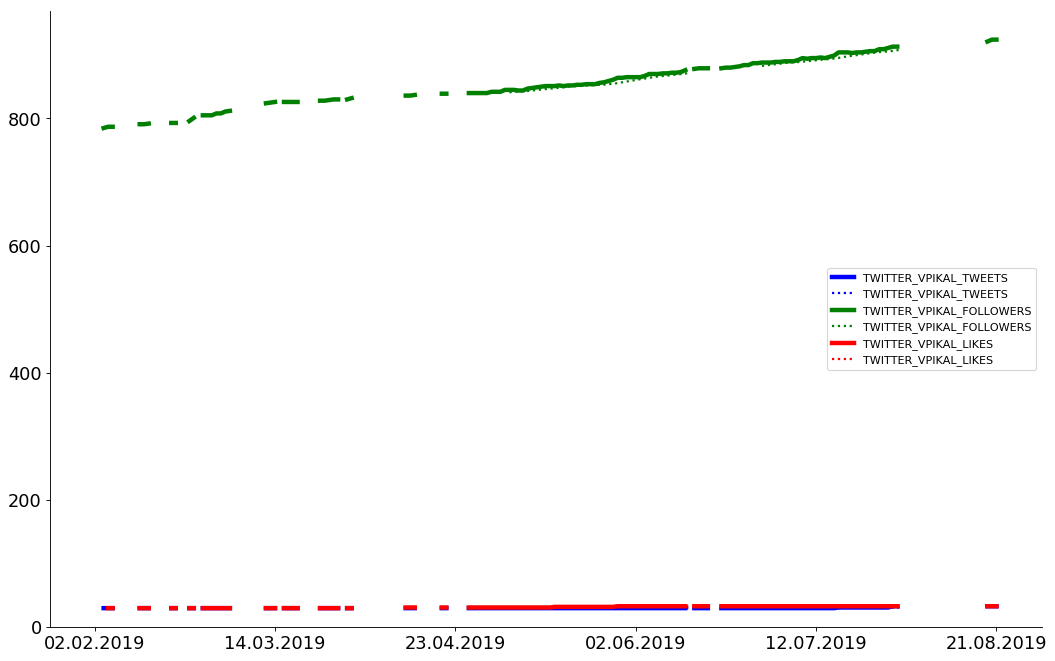 800
600
400
200
0
TWITTER_VPIKAL_TWEETS
TWITTER_VPIKAL_TWEETS
TWITTER_VPIKAL_FOLLOWERS
TWITTER_VPIKAL_FOLLOWERS
TWITTER_VPIKAL_LIKES
TWITTER_VPIKAL_LIKES
02.02.2019 14.03.2019 23.04.2019 02.06.2019 12.07.2019 21.08.2019